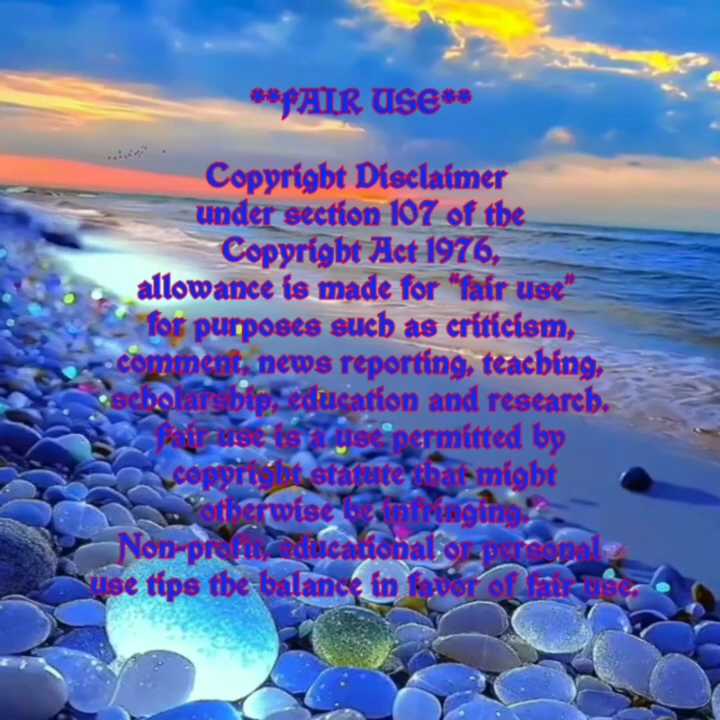 **FAIR USE**
Copyright Disclaimer
under section 107 of the
Copyright Act 1976,
allowance is made for "fair use"
for purposes such as criticism,
comment, news reporting, teaching,
scholarship, education and research.
Fair use is a use permitted by
copyright statute that might
otherwise be infringing.
Non-profit, educational or personal
use tips the balance in favor of fair use.